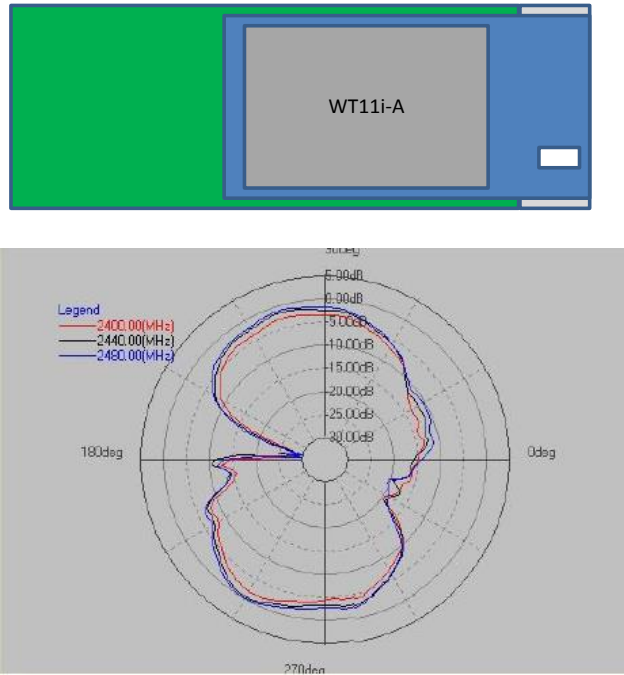 WT11i-A
5.00dB
0.00dB
Legend
2400.00(MHz)
2440.00(MHz)
2480.00(MHz)
-5.00dB
-10.00dB
-15.00dB
-20.00dB
-25.00dB
-30.00dB
180deg
0deg
270deg